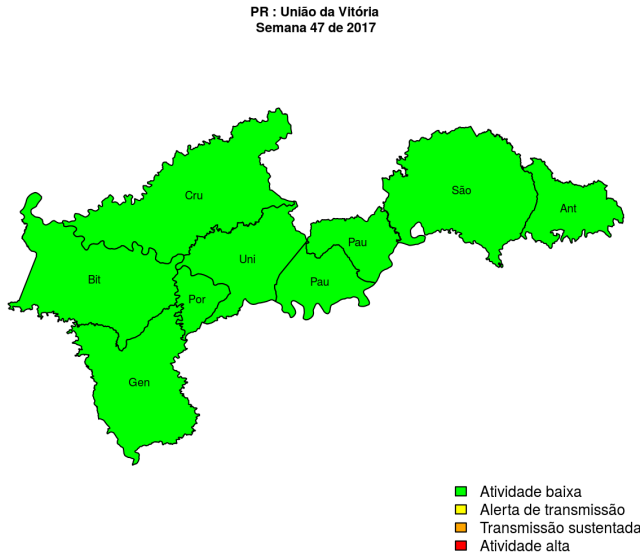 PR : União da Vitória
Semana 47 de 2017
Cru
São
Ant
Pau
Uni
Bit
Pau
Por
Gen
Atividade baixa
Alerta de transmissão
Transmissão sustentada
Atividade alta